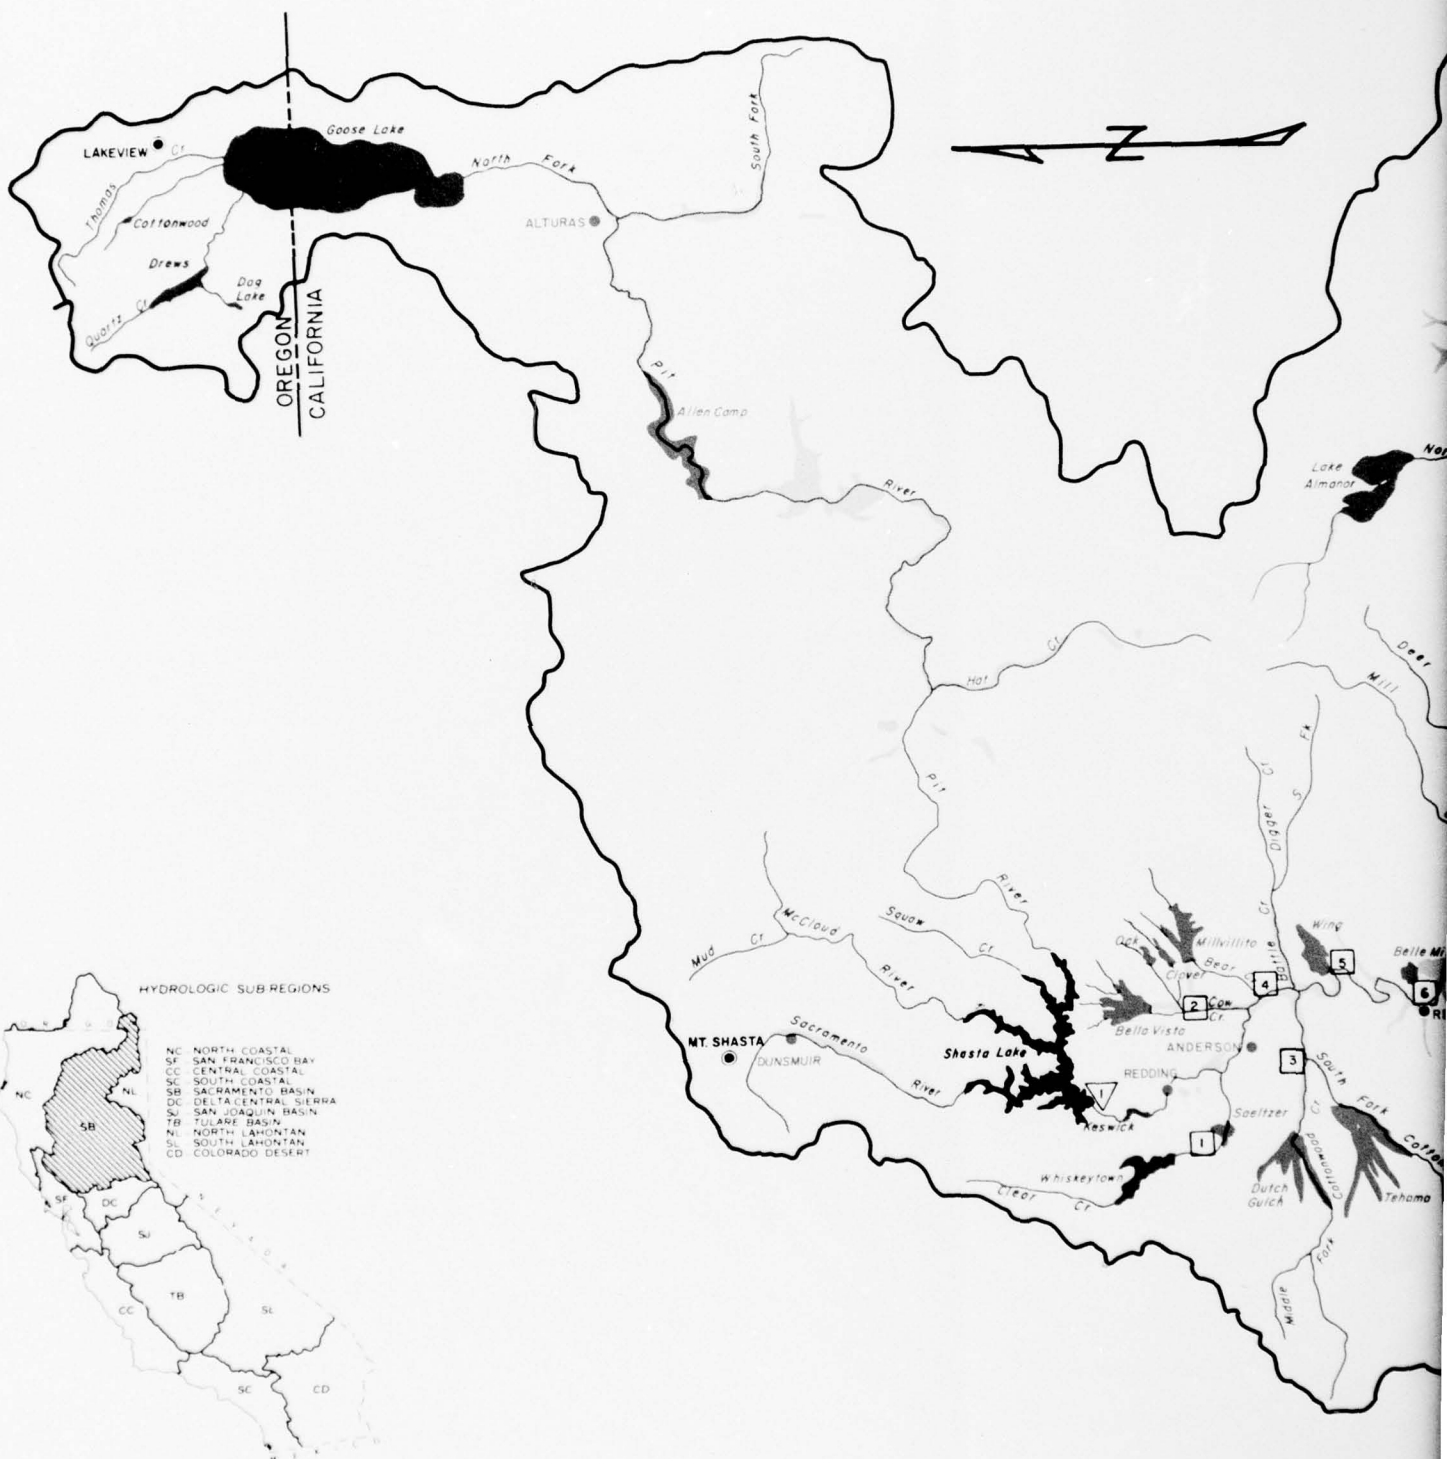 Goose Lake
LAKEVIEW
Cr
Thomas
Cottonwood
Drews
Dog
Lake
Quartz Cr
OREGON
CALIFORNIA
North Fork
South Fork
ALTURAS
Z
Pit
Allen Camp
River
Lake
Almanor
Hat Cr
Deer
Mill
Pit
River
Digger Cr
S Fk
Battle Cr
McCloud
River
Mud Cr
Squaw Cr
Oak
Millvillito
Clover
Bear
Wing
5
Belle Mi
6
4
2
Cow
Cr
Bella Vista
MT. SHASTA
DUNSMUIR
Sacramento
River
Shasta Lake
ANDERSON
3
REDDING
1
Keswick
Saeltzer
1
South
Fork
Whiskeytown
Clear Cr
Dutch
Gulch
Cottonwood
Cr
Tehama
Middle
Fork
HYDROLOGIC SUB-REGIONS
NC - NORTH COASTAL
SF - SAN FRANCISCO BAY
CC - CENTRAL COASTAL
SC - SOUTH COASTAL
SB - SACRAMENTO BASIN
DC - DELTA-CENTRAL SIERRA
SJ - SAN JOAQUIN BASIN
TB - TULARE BASIN
NL - NORTH LAHONTAN
SL - SOUTH LAHONTAN
CD - COLORADO DESERT
NC
NL
SB
SF
DC
SJ
CC
TB
SL
SC
CD